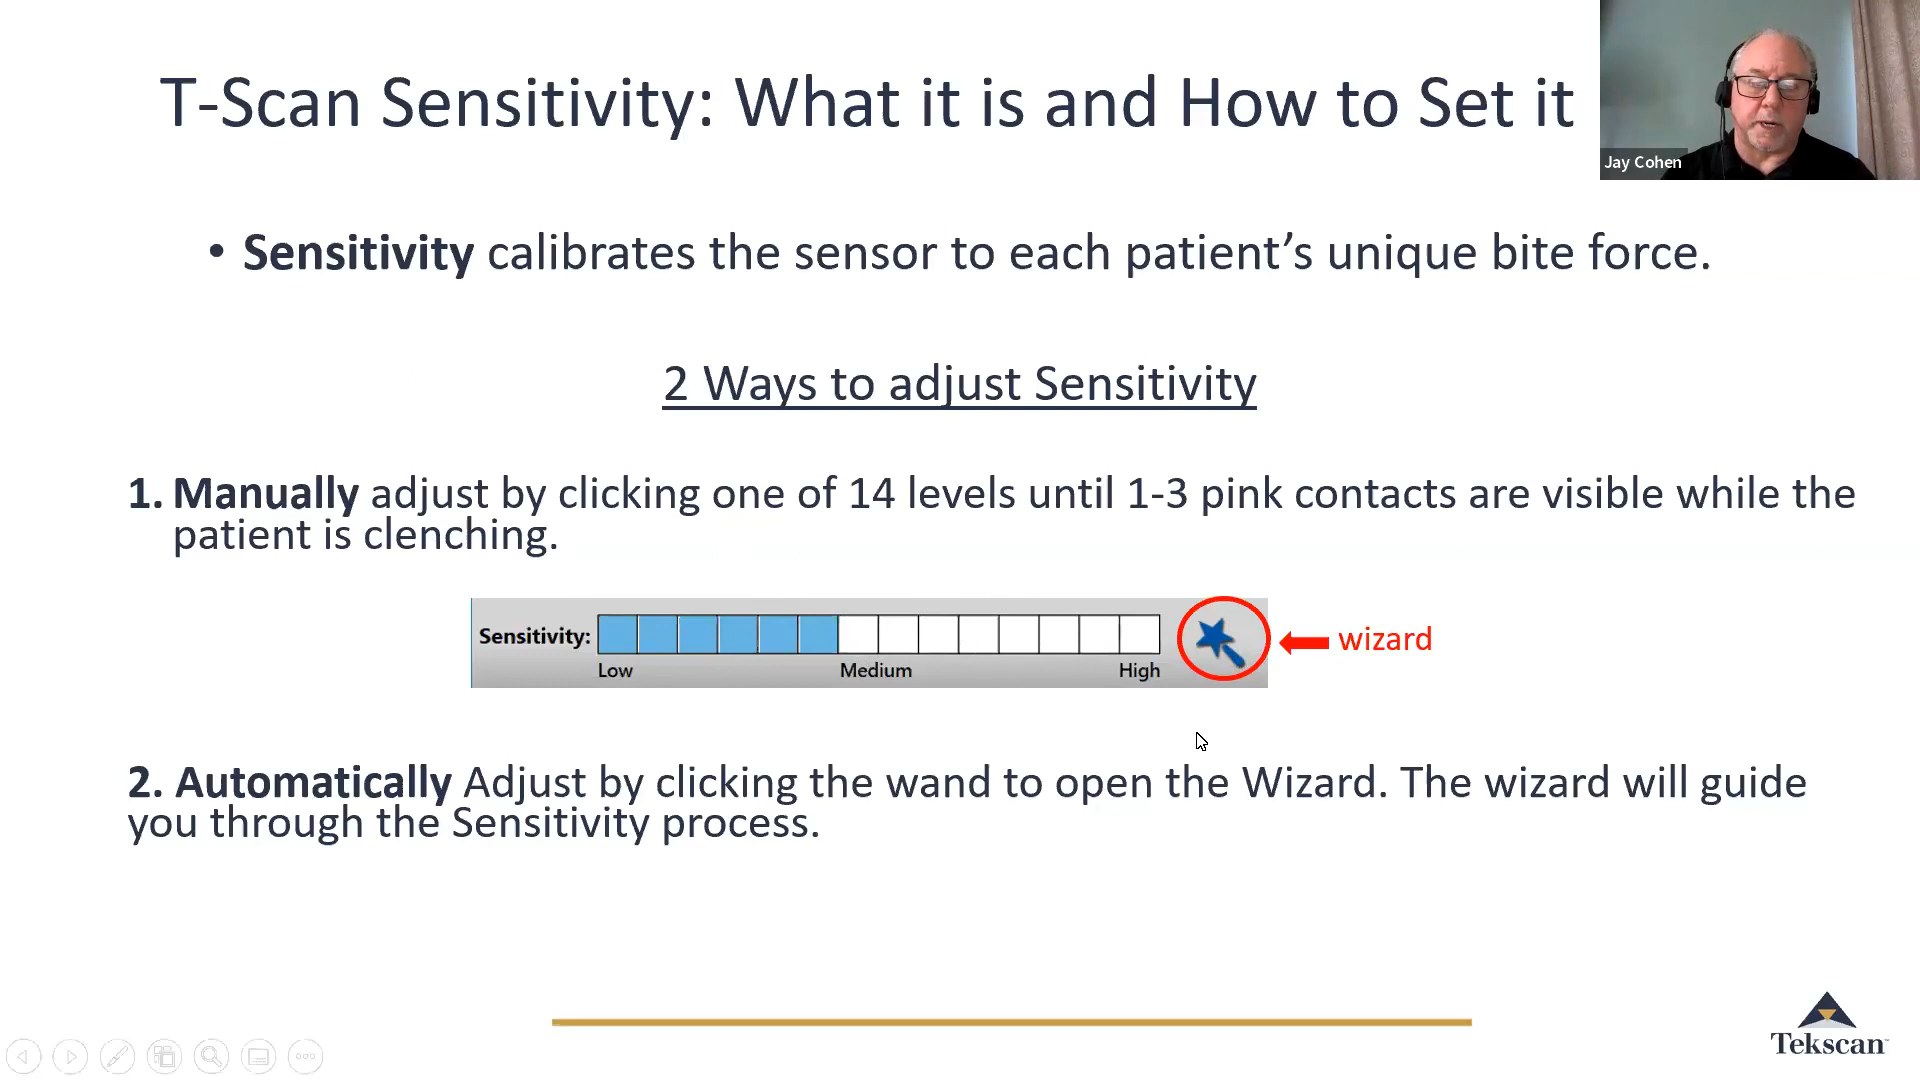 T-Scan Sensitivity: What it is and How to Set it
Jay Cohen
• Sensitivity calibrates the sensor to each patient’s unique bite force.
2 Ways to adjust Sensitivity
1. Manually adjust by clicking one of 14 levels until 1-3 pink contacts are visible while the
patient is clenching.
Sensitivity:
Low Medium High
wizard
2. Automatically Adjust by clicking the wand to open the Wizard. The wizard will guide
you through the Sensitivity process.
Tekscan